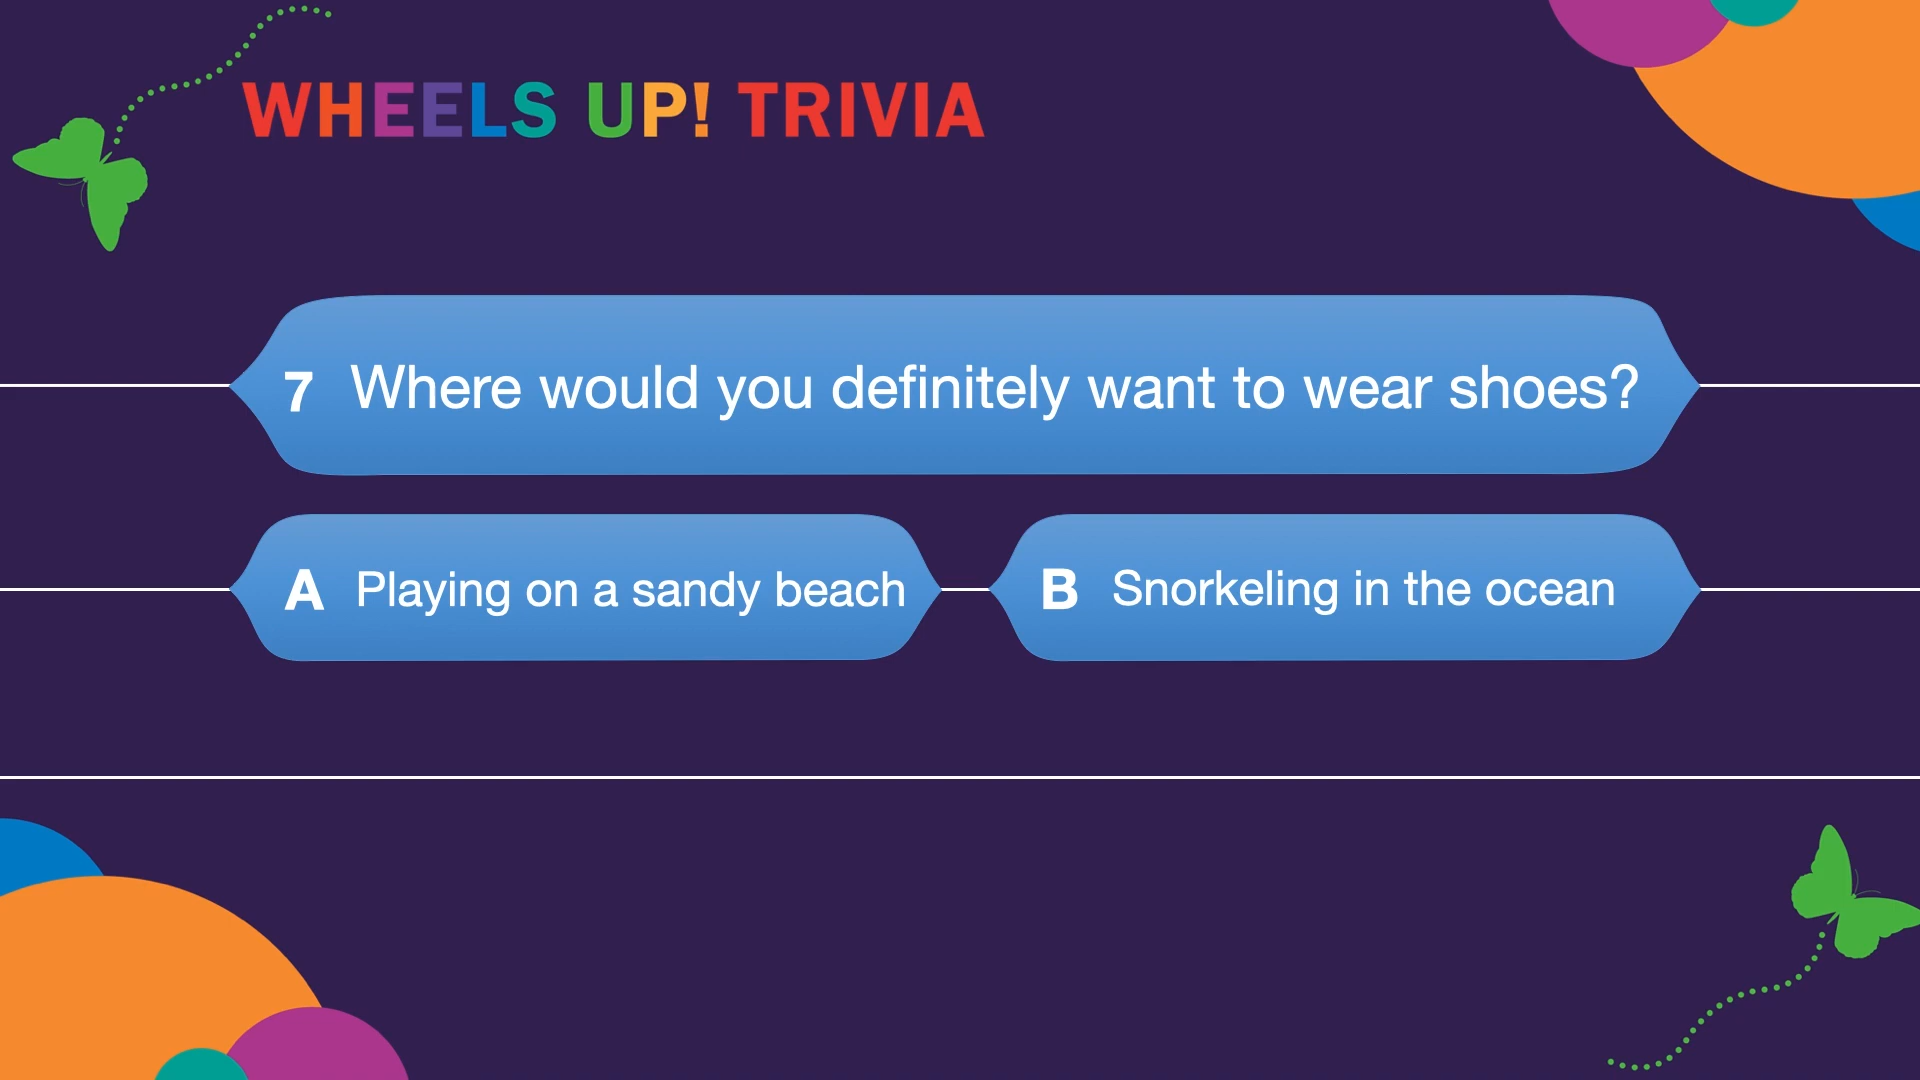 WHEELS UP! TRIVIA
7 Where would you definitely want to wear shoes?
A Playing on a sandy beach
B Snorkeling in the ocean